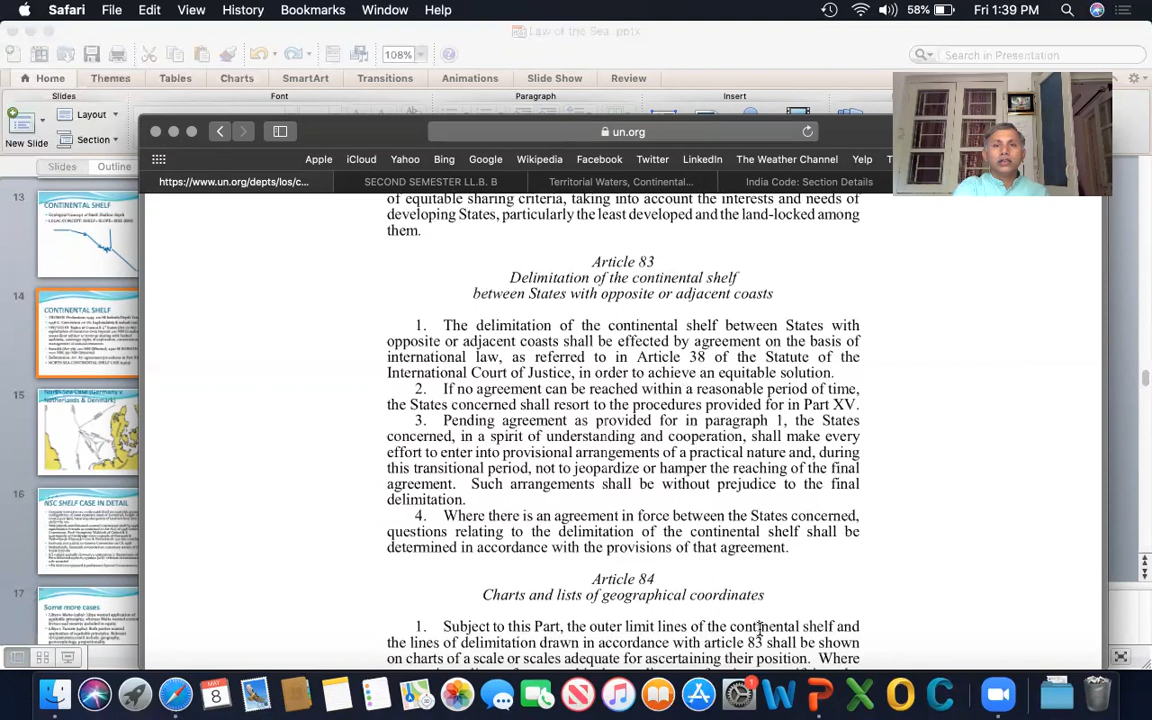 Safari File Edit View History Bookmarks Window Help 58% Fri 1:39 PM
Law of the Sea .pptx
108% Search in Presentation
Home Themes Tables Charts SmartArt Transitions Animations Slide Show Review
Slides Font Paragraph Insert
New Slide Layout Section
un.org
Apple iCloud Yahoo Bing Google Wikipedia Facebook Twitter LinkedIn The Weather Channel Yelp
Slides Outline
https://www.un.org/depts/los/c... SECOND SEMESTER LL.B. B Territorial Waters, Continental... India Code: Section Details
13
CONTINENTAL SHELF
14
CONTINENTAL SHELF
15
North Sea Case (Germany v.
Netherlands & Denmark)
16
NSC SHELF CASE IN DETAIL
17
Some more cases
of equitable sharing criteria, taking into account the interests and needs of
developing States, particularly the least developed and the land-locked among
them.
Article 83
Delimitation of the continental shelf
between States with opposite or adjacent coasts
1. The delimitation of the continental shelf between States with
opposite or adjacent coasts shall be effected by agreement on the basis of
international law, as referred to in Article 38 of the Statute of the
International Court of Justice, in order to achieve an equitable solution.
2. If no agreement can be reached within a reasonable period of time,
the States concerned shall resort to the procedures provided for in Part XV.
3. Pending agreement as provided for in paragraph 1, the States
concerned, in a spirit of understanding and cooperation, shall make every
effort to enter into provisional arrangements of a practical nature and, during
this transitional period, not to jeopardize or hamper the reaching of the final
agreement. Such arrangements shall be without prejudice to the final
delimitation.
4. Where there is an agreement in force between the States concerned,
questions relating to the delimitation of the continental shelf shall be
determined in accordance with the provisions of that agreement.
Article 84
Charts and lists of geographical coordinates
1. Subject to this Part, the outer limit lines of the continental shelf and
the lines of delimitation drawn in accordance with article 83 shall be shown
on charts of a scale or scales adequate for ascertaining their position. Where
MAY
8
1